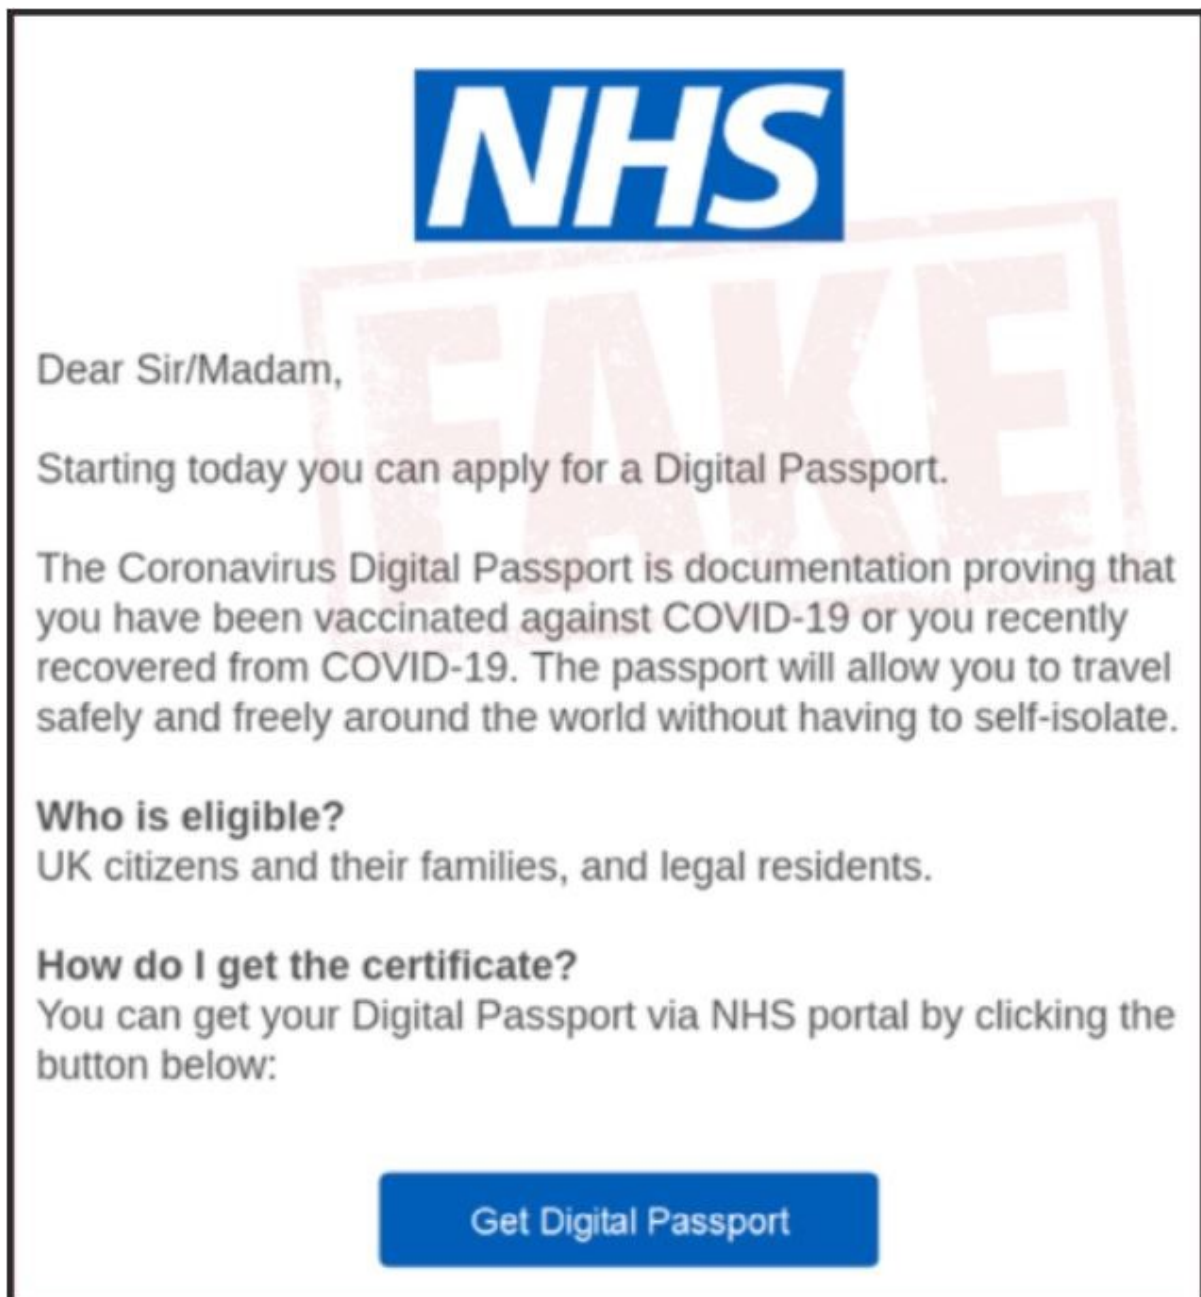 NHS
FAKE
Dear Sir/Madam,
Starting today you can apply for a Digital Passport.
The Coronavirus Digital Passport is documentation proving that
you have been vaccinated against COVID-19 or you recently
recovered from COVID-19. The passport will allow you to travel
safely and freely around the world without having to self-isolate.
Who is eligible?
UK citizens and their families, and legal residents.
How do I get the certificate?
You can get your Digital Passport via NHS portal by clicking the
button below:
Get Digital Passport